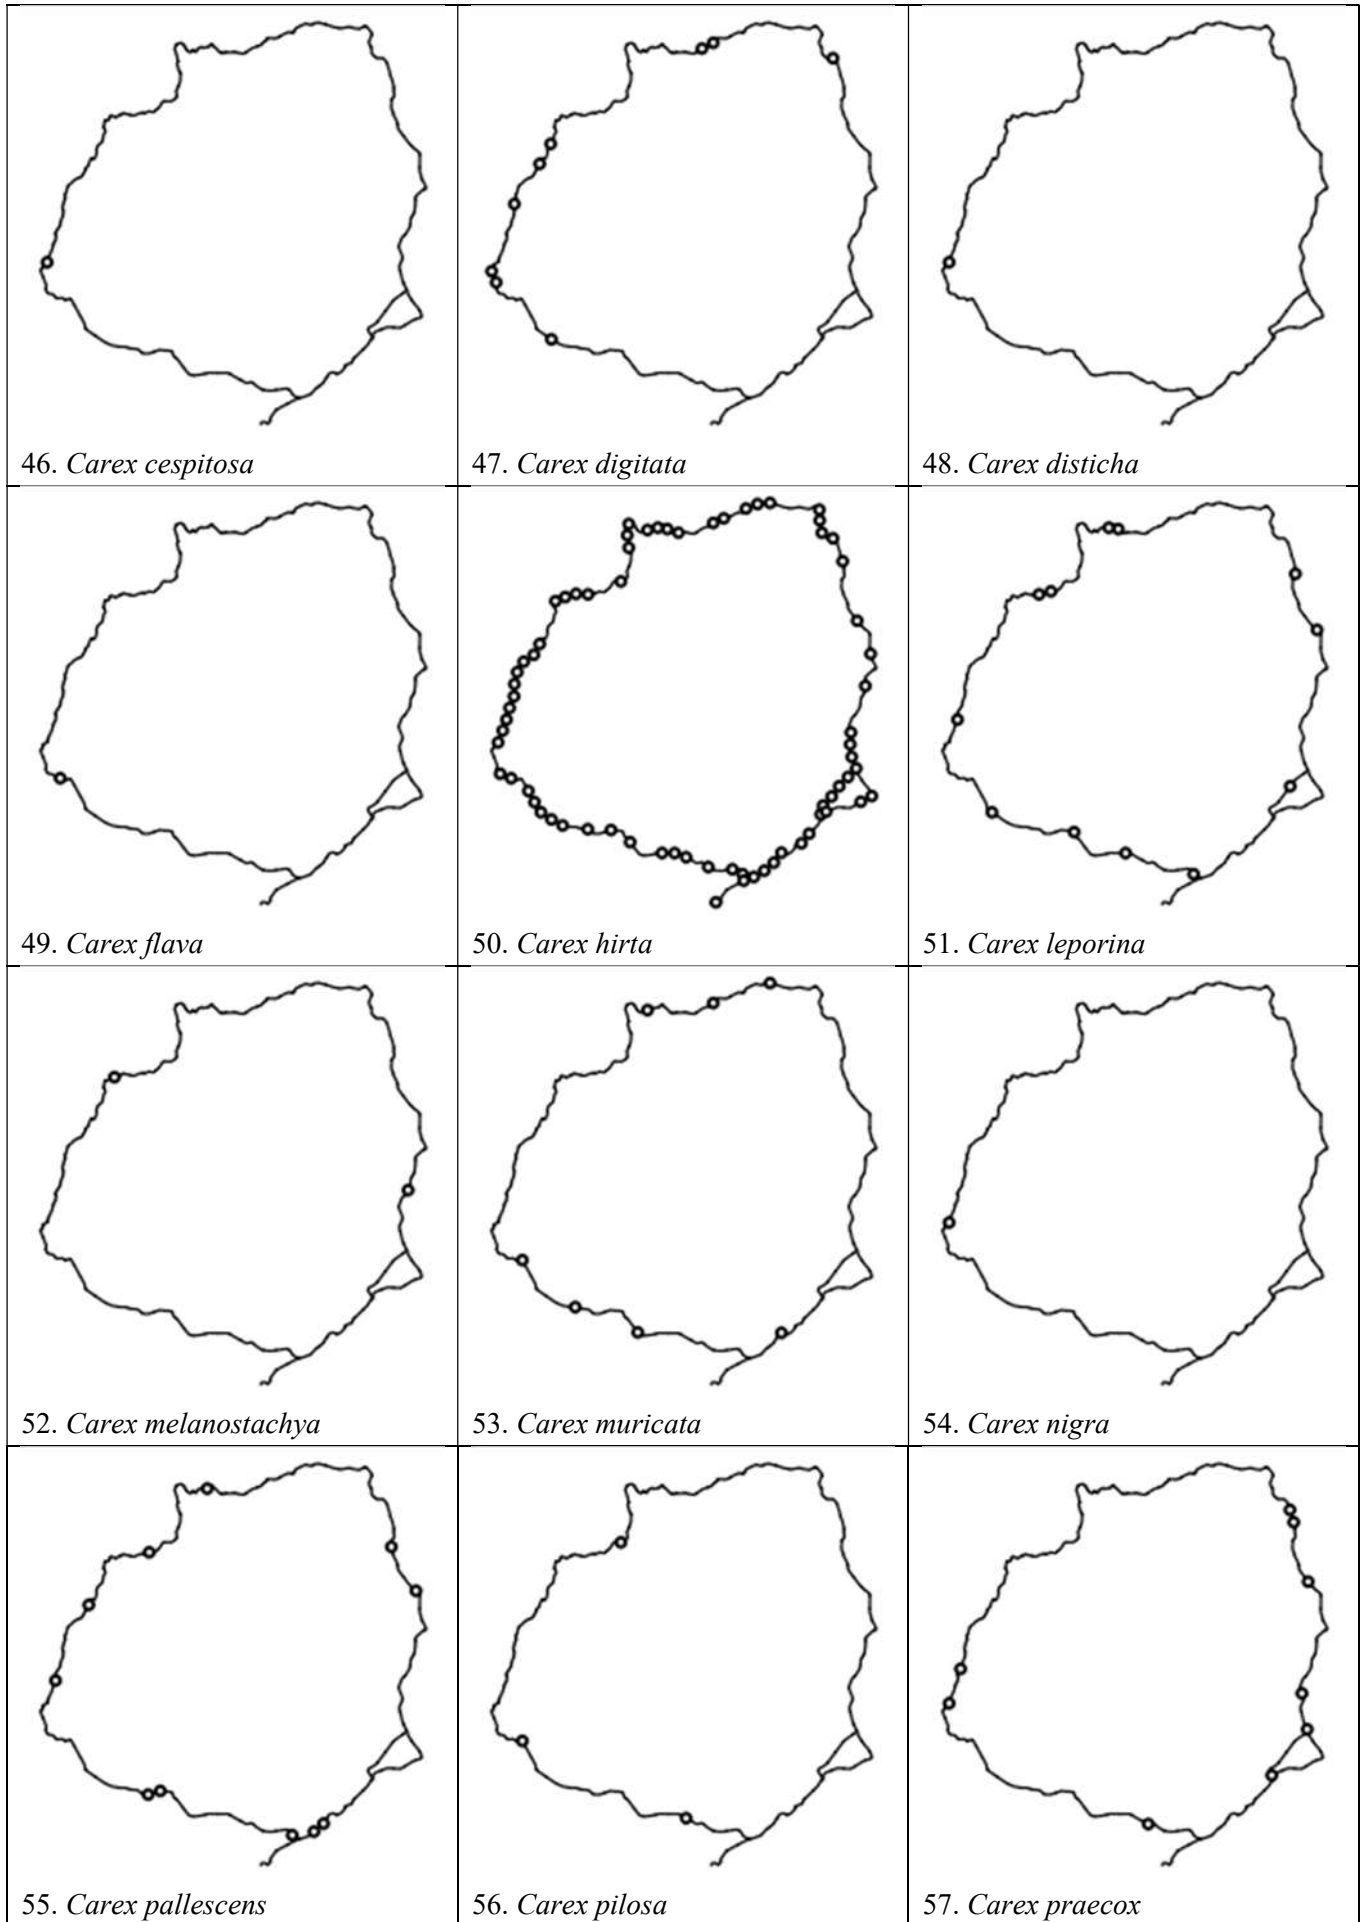 46. Carex cespitosa
47. Carex digitata
48. Carex disticha
49. Carex flava
50. Carex hirta
51. Carex leporina
52. Carex melanostachya
53. Carex muricata
54. Carex nigra
55. Carex pallescens
56. Carex pilosa
57. Carex praecox